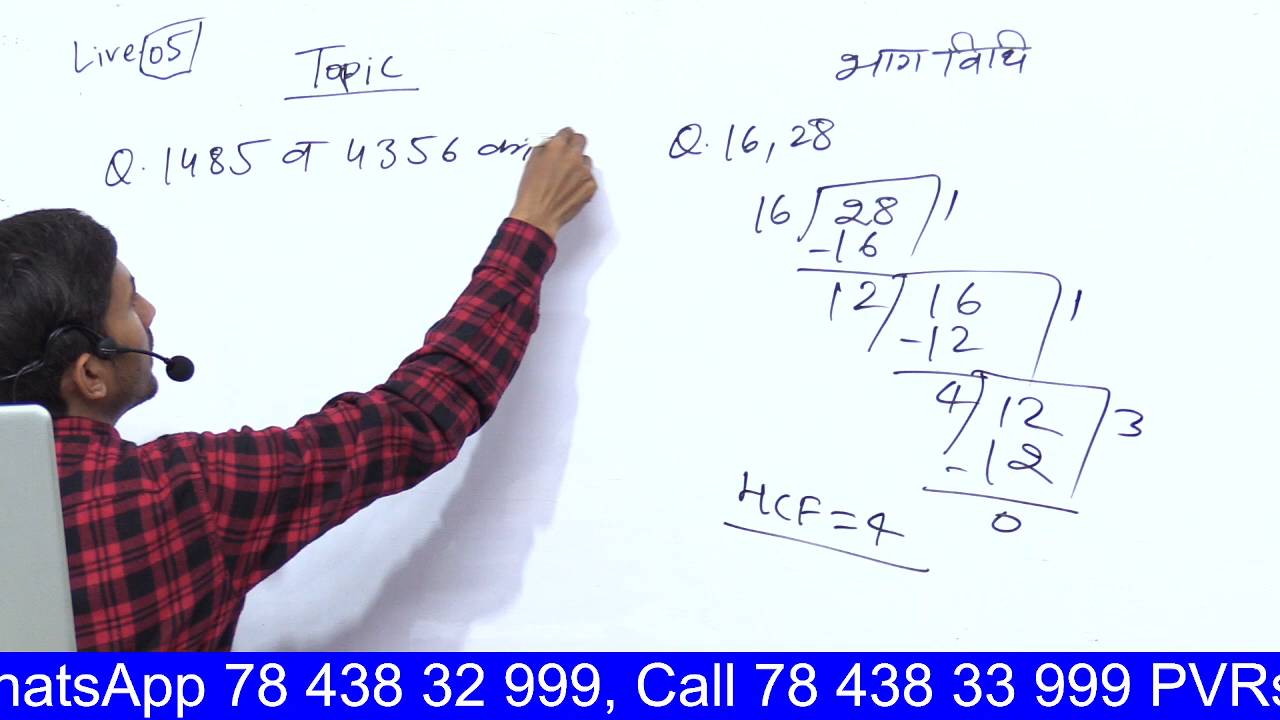 Live 05
Topic
Q. 1485 व 4356
भाग विधि
Q. 16, 28
16 28 1
-16
12 16 1
-12
4 12 3
-12
0
HCF = 4
hatsApp 78 438 32 999, Call 78 438 33 999 PVRs